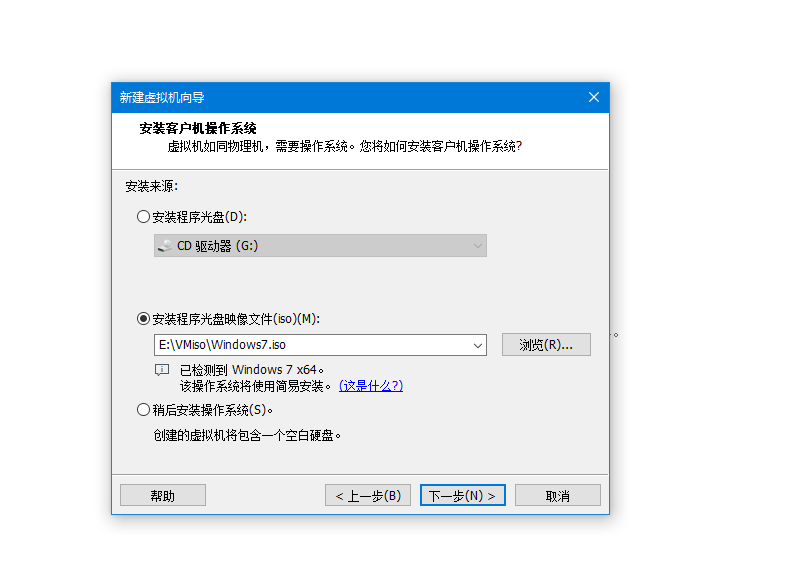 新建虚拟机向导
安装客户机操作系统
虚拟机如同物理机，需要操作系统。您将如何安装客户机操作系统?
安装来源:
安装程序光盘(D):
CD 驱动器 (G:)
安装程序光盘映像文件(iso)(M):
E:\VMiso\Windows7.iso
浏览(R)...
已检测到 Windows 7 x64。
该操作系统将使用简易安装。 (这是什么?)
稍后安装操作系统(S)。
创建的虚拟机将包含一个空白硬盘。
帮助
< 上一步(B)
下一步(N) >
取消